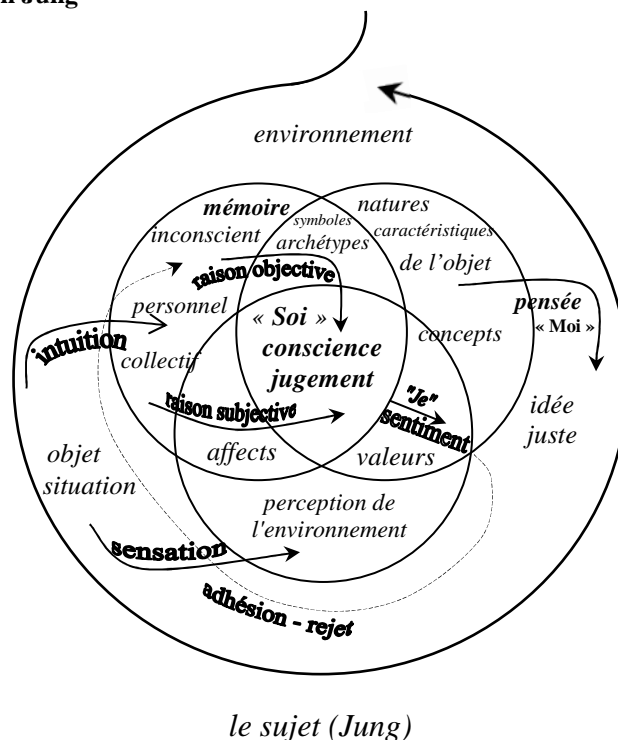 n Jung
environnement
mémoire
natures
symboles
inconscient
caractéristiques
archétypes
raison objective
de l’objet
personnel
« Soi »
pensée
« Moi »
concepts
intuition
conscience
collectif
jugement
"Je"
raison subjective
sentiment
idée
juste
objet
situation
affects
valeurs
perception de
l'environnement
sensation
adhésion - rejet
le sujet (Jung)